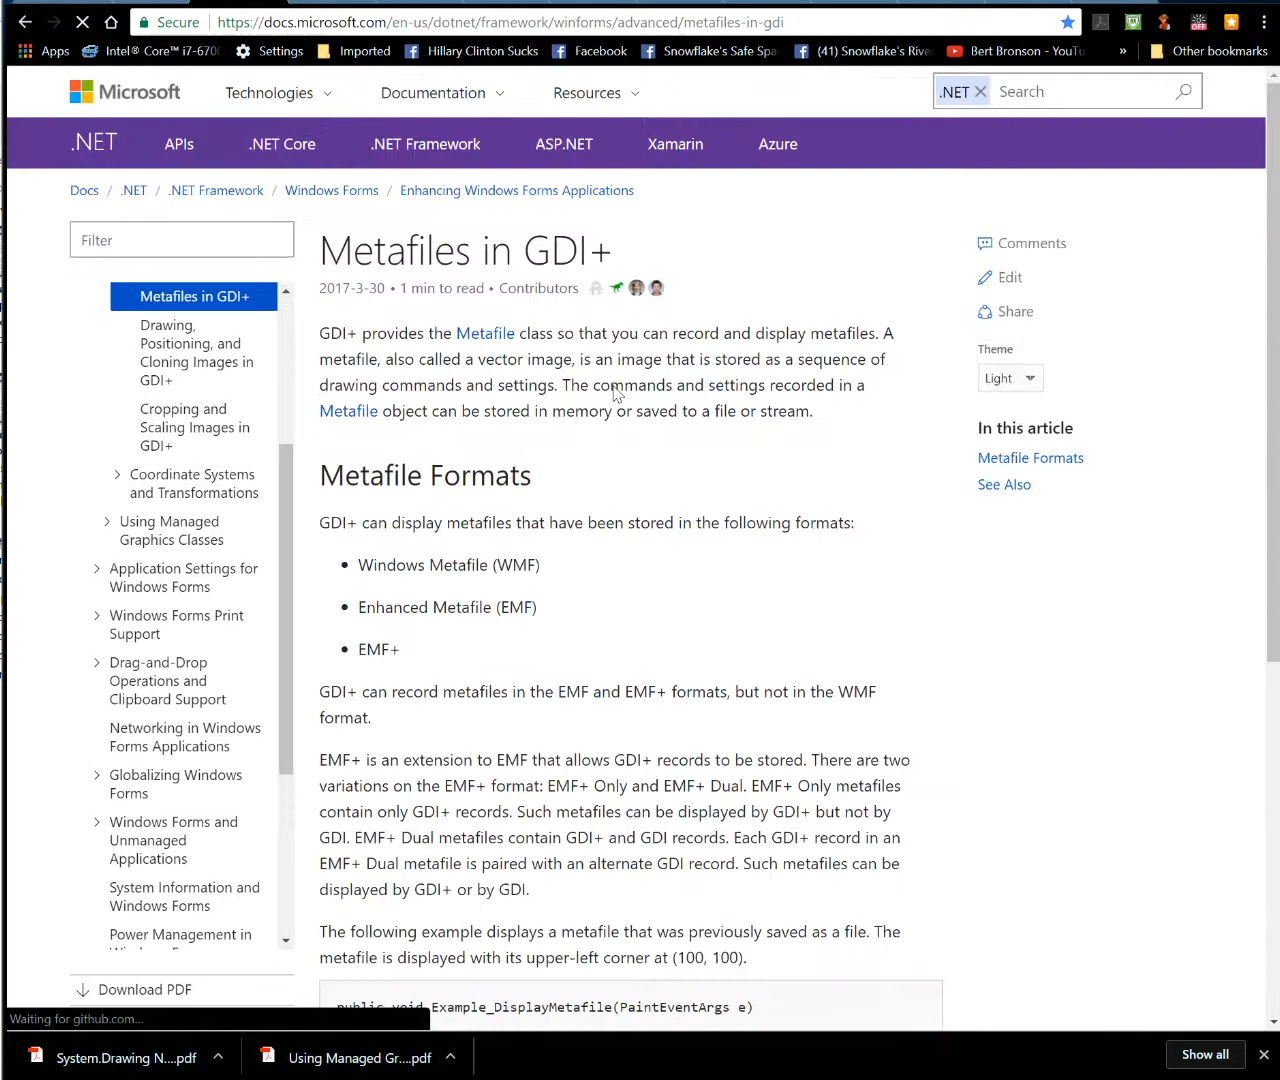 Secure https://docs.microsoft.com/en-us/dotnet/framework/winforms/advanced/metafiles-in-gdi
Apps Intel® Core™ i7-670 Settings Imported Hillary Clinton Sucks Facebook Snowflake's Safe Spa (41) Snowflake's Rive Bert Bronson - YouTu » Other bookmarks
Microsoft Technologies Documentation Resources .NET Search
.NET APIs .NET Core .NET Framework ASP.NET Xamarin Azure
Docs / .NET / .NET Framework / Windows Forms / Enhancing Windows Forms Applications
Filter
Metafiles in GDI+
Drawing,
Positioning, and
Cloning Images in
GDI+
Cropping and
Scaling Images in
GDI+
Coordinate Systems
and Transformations
Using Managed
Graphics Classes
Application Settings for
Windows Forms
Windows Forms Print
Support
Drag-and-Drop
Operations and
Clipboard Support
Networking in Windows
Forms Applications
Globalizing Windows
Forms
Windows Forms and
Unmanaged
Applications
System Information and
Windows Forms
Power Management in
Download PDF
Metafiles in GDI+
2017-3-30 • 1 min to read • Contributors
GDI+ provides the Metafile class so that you can record and display metafiles. A
metafile, also called a vector image, is an image that is stored as a sequence of
drawing commands and settings. The commands and settings recorded in a
Metafile object can be stored in memory or saved to a file or stream.
Metafile Formats
GDI+ can display metafiles that have been stored in the following formats:
• Windows Metafile (WMF)
• Enhanced Metafile (EMF)
• EMF+
GDI+ can record metafiles in the EMF and EMF+ formats, but not in the WMF
format.
EMF+ is an extension to EMF that allows GDI+ records to be stored. There are two
variations on the EMF+ format: EMF+ Only and EMF+ Dual. EMF+ Only metafiles
contain only GDI+ records. Such metafiles can be displayed by GDI+ but not by
GDI. EMF+ Dual metafiles contain GDI+ and GDI records. Each GDI+ record in an
EMF+ Dual metafile is paired with an alternate GDI record. Such metafiles can be
displayed by GDI+ or by GDI.
The following example displays a metafile that was previously saved as a file. The
metafile is displayed with its upper-left corner at (100, 100).
public void Example_DisplayMetafile(PaintEventArgs e)
Comments
Edit
Share
Theme
Light
In this article
Metafile Formats
See Also
Waiting for github.com...
System.Drawing N....pdf Using Managed Gr....pdf Show all